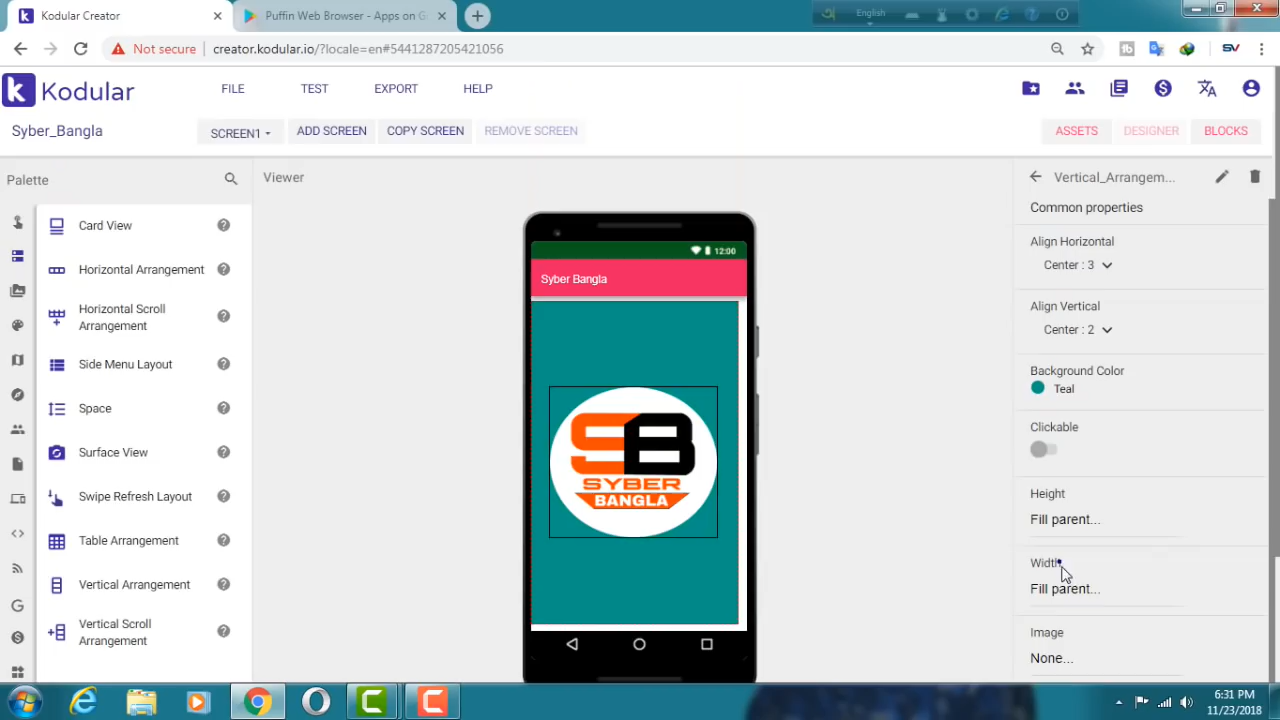 Kodular Creator
Puffin Web Browser - Apps on G
English
Not secure
creator.kodular.io/?locale=en#5441287205421056
Kodular
FILE
TEST
EXPORT
HELP
Syber_Bangla
SCREEN1
ADD SCREEN
COPY SCREEN
REMOVE SCREEN
ASSETS
DESIGNER
BLOCKS
Palette
Viewer
Vertical_Arrangem...
Card View
Horizontal Arrangement
Horizontal Scroll
Arrangement
Side Menu Layout
Space
Surface View
Swipe Refresh Layout
Table Arrangement
Vertical Arrangement
Vertical Scroll
Arrangement
12:00
Syber Bangla
SB
SYBER
BANGLA
Common properties
Align Horizontal
Center : 3
Align Vertical
Center : 2
Background Color
Teal
Clickable
Height
Fill parent...
Width
Fill parent...
Image
None...
6:31 PM
11/23/2018